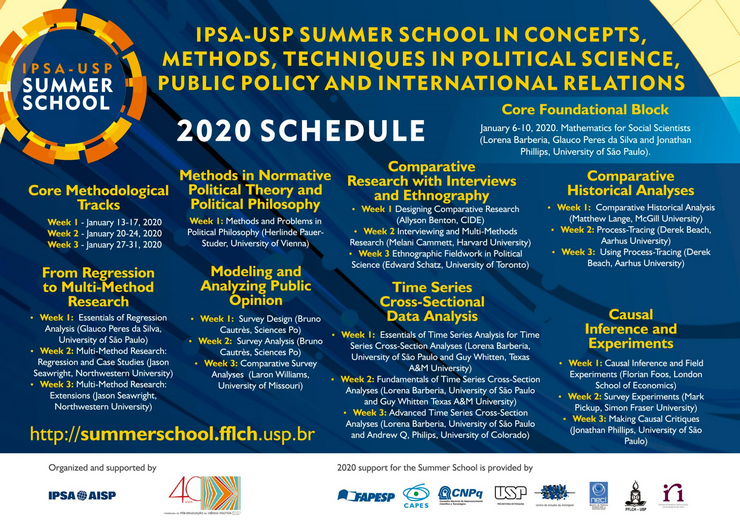 IPSA-USP
SUMMER
SCHOOL
IPSA-USP SUMMER SCHOOL IN CONCEPTS,
METHODS, TECHNIQUES IN POLITICAL SCIENCE,
PUBLIC POLICY AND INTERNATIONAL RELATIONS
2020 SCHEDULE
Core Foundational Block
January 6-10, 2020. Mathematics for Social Scientists
(Lorena Barberia, Glauco Peres da Silva and Jonathan
Phillips, University of São Paulo).
Core Methodological
Tracks
Week 1 - January 13-17, 2020
Week 2 - January 20-24, 2020
Week 3 - January 27-31, 2020
From Regression
to Multi-Method
Research
• Week 1: Essentials of Regression
Analysis (Glauco Peres da Silva,
University of São Paulo)
• Week 2: Multi-Method Research:
Regression and Case Studies (Jason
Seawright, Northwestern University)
• Week 3: Multi-Method Research:
Extensions (Jason Seawright,
Northwestern University)
Methods in Normative
Political Theory and
Political Philosophy
Week 1: Methods and Problems in
Political Philosophy (Herlinde Pauer-
Studer, University of Vienna)
Modeling and
Analyzing Public
Opinion
• Week 1: Survey Design (Bruno
Cautrès, Sciences Po)
• Week 2: Survey Analysis (Bruno
Cautrès, Sciences Po)
• Week 3: Comparative Survey
Analyses (Laron Williams,
University of Missouri)
Comparative
Research with Interviews
and Ethnography
• Week 1 Designing Comparative Research
(Allyson Benton, CIDE)
• Week 2 Interviewing and Multi-Methods
Research (Melani Cammett, Harvard University)
• Week 3 Ethnographic Fieldwork in Political
Science (Edward Schatz, University of Toronto)
Time Series
Cross-Sectional
Data Analysis
• Week 1: Essentials of Time Series Analysis for Time
Series Cross-Section Analyses (Lorena Barberia,
University of São Paulo and Guy Whitten, Texas
A&M University)
• Week 2: Fundamentals of Time Series Cross-Section
Analyses (Lorena Barberia, University of São Paulo
and Guy Whitten Texas A&M University)
• Week 3: Advanced Time Series Cross-Section
Analyses (Lorena Barberia, University of São Paulo
and Andrew Q, Philips, University of Colorado)
Comparative
Historical Analyses
• Week 1: Comparative Historical Analysis
(Matthew Lange, McGill University)
• Week 2: Process-Tracing (Derek Beach,
Aarhus University)
• Week 3: Using Process-Tracing (Derek
Beach, Aarhus University)
Causal
Inference and
Experiments
• Week 1: Causal Inference and Field
Experiments (Florian Foos, London
School of Economics)
• Week 2: Survey Experiments (Mark
Pickup, Simon Fraser University)
• Week 3: Making Causal Critiques
(Jonathan Phillips, University of São
Paulo)
http://summerschool.fflch.usp.br
Organized and supported by
IPSA AISP
40
2020 support for the Summer School is provided by
FAPESP
CAPES
CNPq
USP
neci
FFLCH - USP